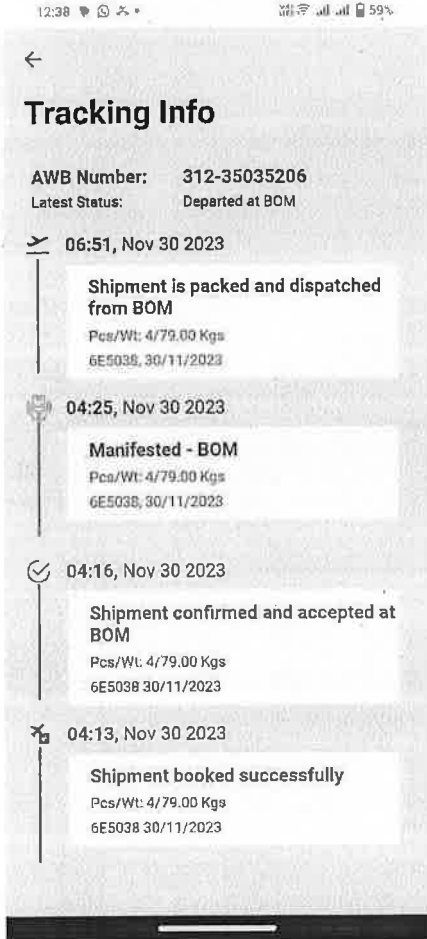 12:38
59%
Tracking Info
AWB Number: 312-35035206
Latest Status: Departed at BOM
06:51, Nov 30 2023
Shipment is packed and dispatched
from BOM
Pcs/Wt: 4/79.00 Kgs
6E5038, 30/11/2023
04:25, Nov 30 2023
Manifested - BOM
Pcs/Wt: 4/79.00 Kgs
6E5038, 30/11/2023
04:16, Nov 30 2023
Shipment confirmed and accepted at
BOM
Pcs/Wt: 4/79.00 Kgs
6E5038 30/11/2023
04:13, Nov 30 2023
Shipment booked successfully
Pcs/Wt: 4/79.00 Kgs
6E5038 30/11/2023